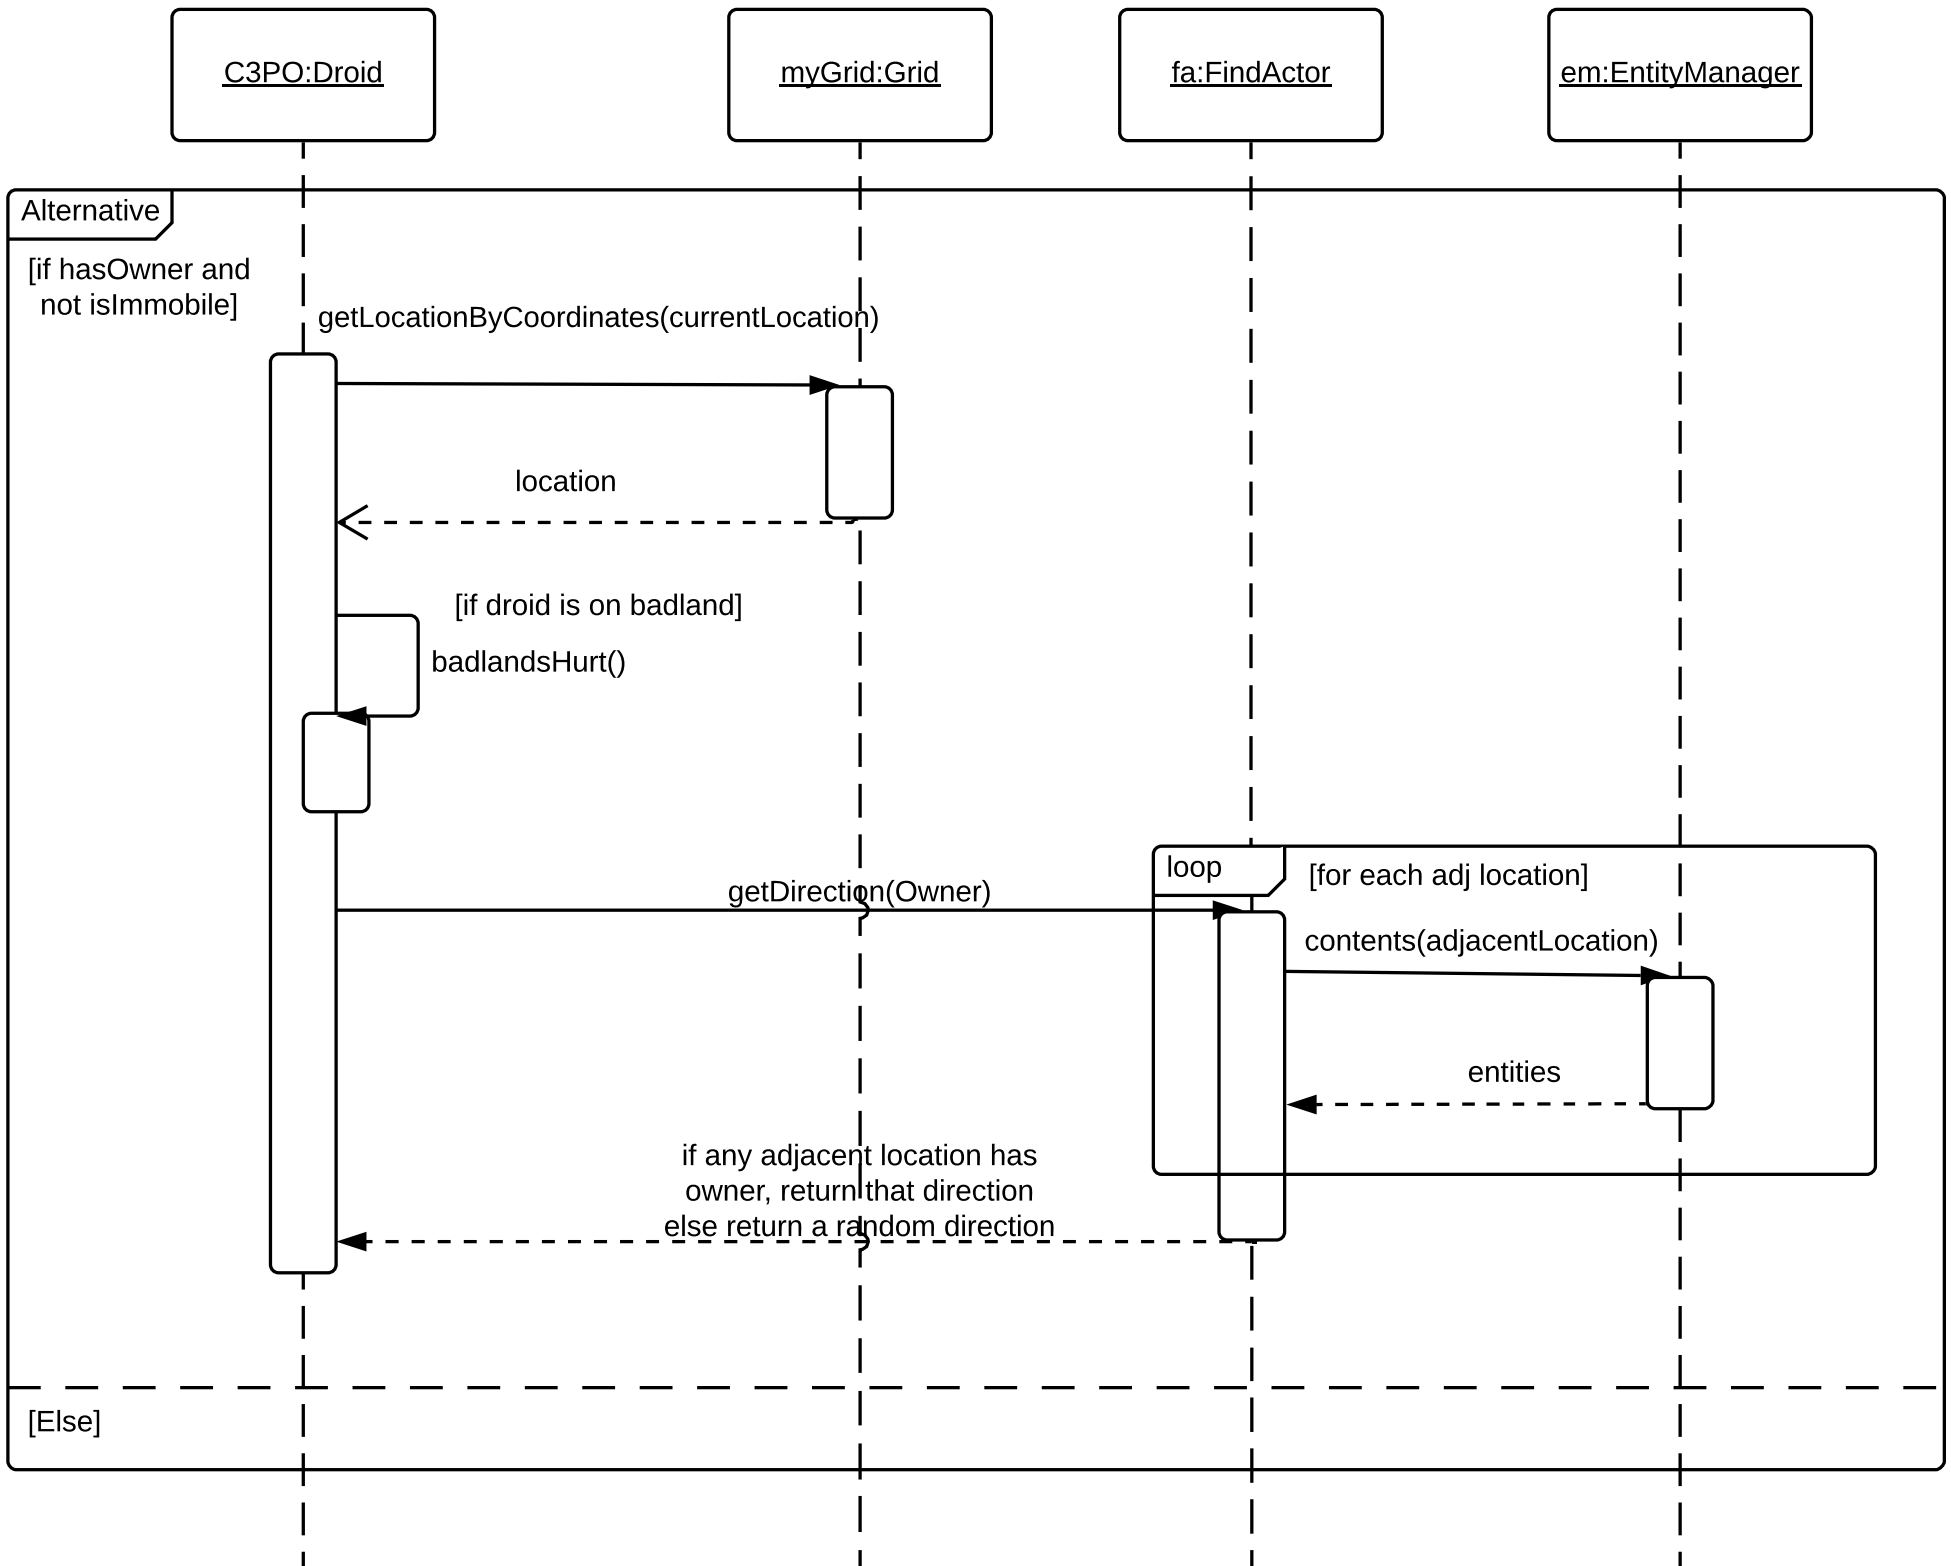 C3PO:Droid
myGrid:Grid
fa:FindActor
em:EntityManager
Alternative
[if hasOwner and
not isImmobile]
getLocationByCoordinates(currentLocation)
location
[if droid is on badland]
badlandsHurt()
loop
[for each adj location]
getDirection(Owner)
contents(adjacentLocation)
entities
if any adjacent location has
owner, return that direction
else return a random direction
[Else]